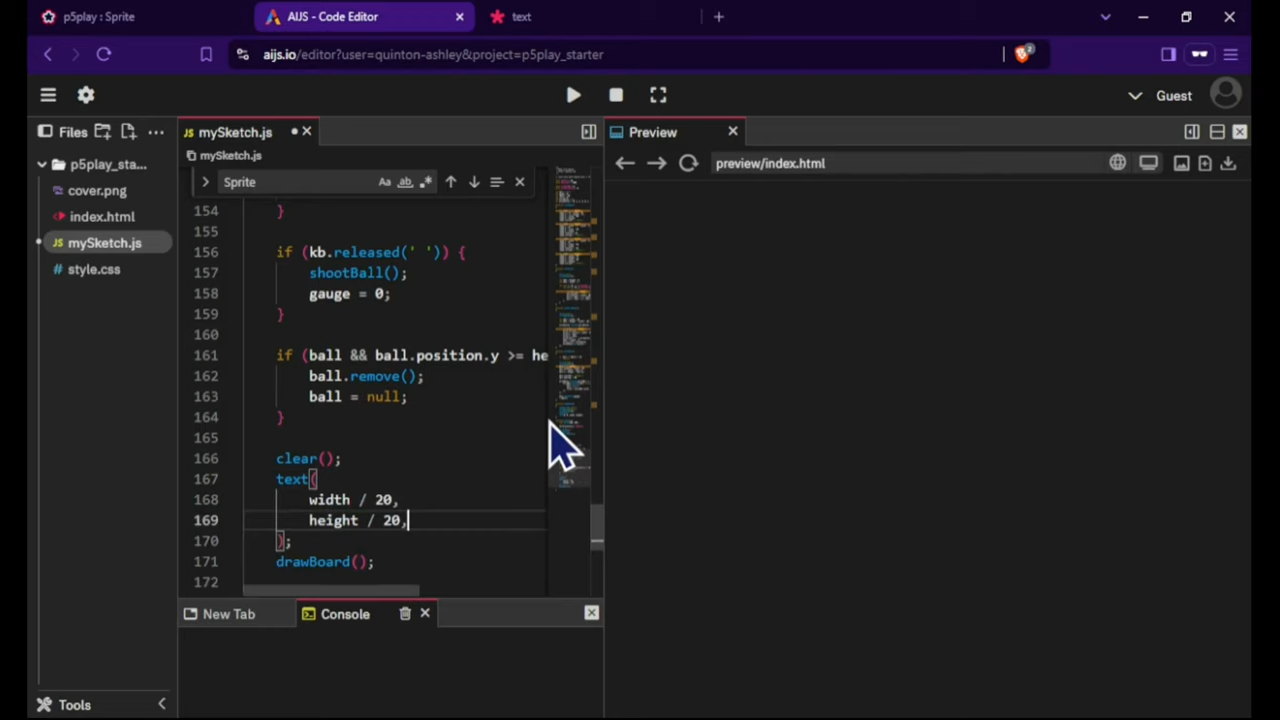 p5play : Sprite
AIJS - Code Editor
text
aijs.io/editor?user=quinton-ashley&project=p5play_starter
2
Guest
Files
mySketch.js
Preview
mySketch.js
p5play_sta...
Sprite
Aa
ab
preview/index.html
cover.png
index.html
mySketch.js
style.css
154 }
155
156 if (kb.released(' ')) {
157 shootBall();
158 gauge = 0;
159 }
160
161 if (ball && ball.position.y >= he
162 ball.remove();
163 ball = null;
164 }
165
166 clear();
167 text(
168 width / 20,
169 height / 20,
170 );
171 drawBoard();
172
New Tab
Console
Tools